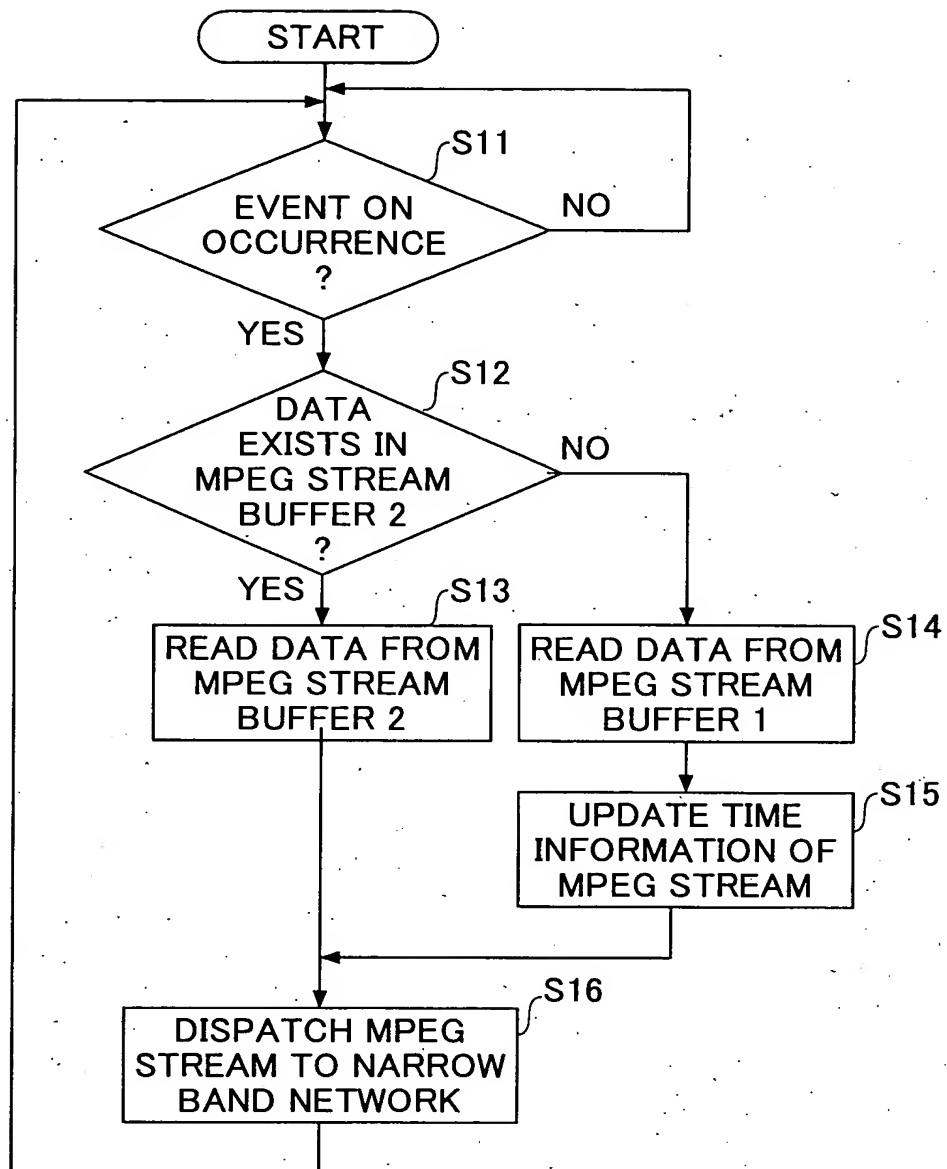 START
S11
EVENT ON
OCCURRENCE
?
NO
YES
S12
DATA
EXISTS IN
MPEG STREAM
BUFFER 2
?
NO
YES
S13
READ DATA FROM
MPEG STREAM
BUFFER 2
S14
READ DATA FROM
MPEG STREAM
BUFFER 1
S15
UPDATE TIME
INFORMATION OF
MPEG STREAM
S16
DISPATCH MPEG
STREAM TO NARROW
BAND NETWORK